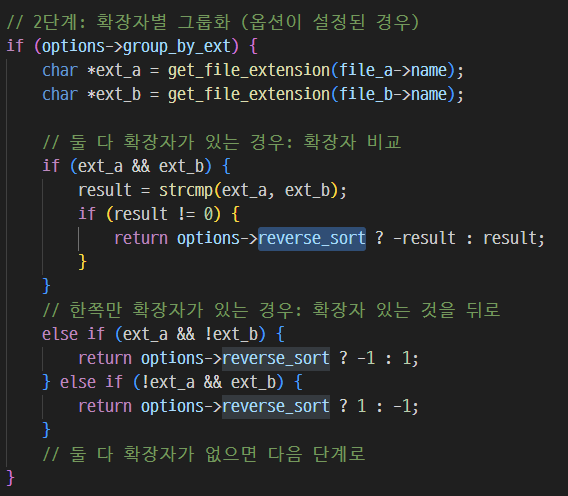 // 2단계: 확장자별 그룹화 (옵션이 설정된 경우)
if (options->group_by_ext) {
    char *ext_a = get_file_extension(file_a->name);
    char *ext_b = get_file_extension(file_b->name);

    // 둘 다 확장자가 있는 경우: 확장자 비교
    if (ext_a && ext_b) {
        result = strcmp(ext_a, ext_b);
        if (result != 0) {
            return options->reverse_sort ? -result : result;
        }
    }
    // 한쪽만 확장자가 있는 경우: 확장자 있는 것을 뒤로
    else if (ext_a && !ext_b) {
        return options->reverse_sort ? -1 : 1;
    } else if (!ext_a && ext_b) {
        return options->reverse_sort ? 1 : -1;
    }
    // 둘 다 확장자가 없으면 다음 단계로
}